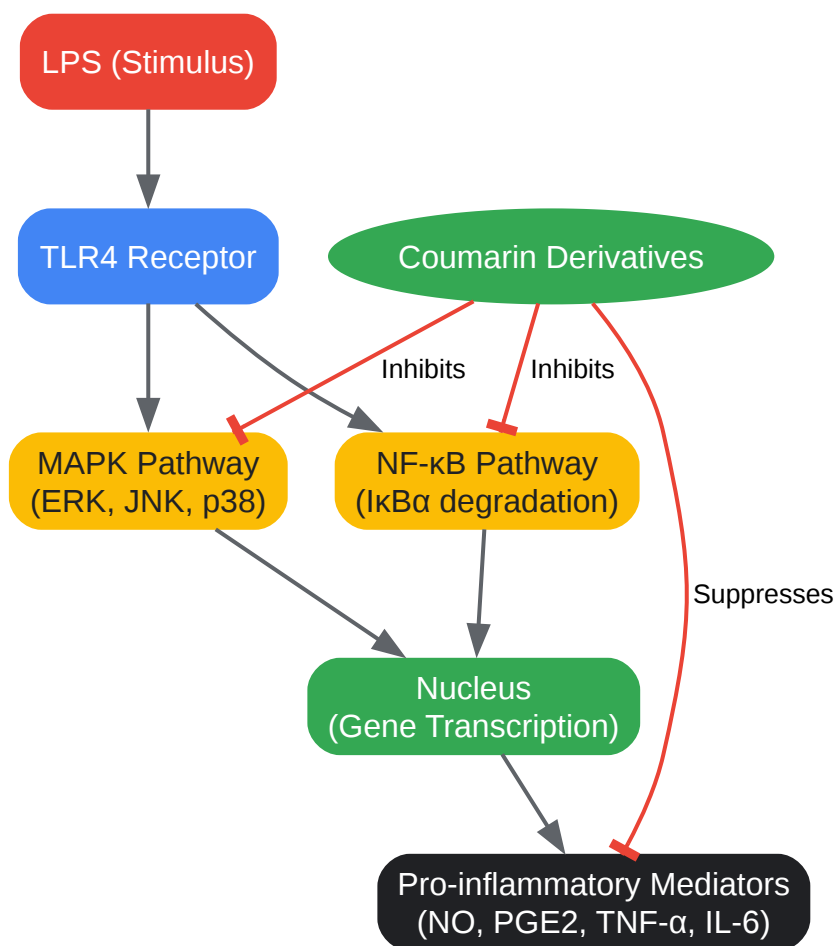 LPS (Stimulus)
TLR4 Receptor
Coumarin Derivatives
Inhibits
Inhibits
MAPK Pathway
(ERK, JNK, p38)
NF-κB Pathway
(IκBα degradation)
Suppresses
Nucleus
(Gene Transcription)
Pro-inflammatory Mediators
(NO, PGE2, TNF-α, IL-6)